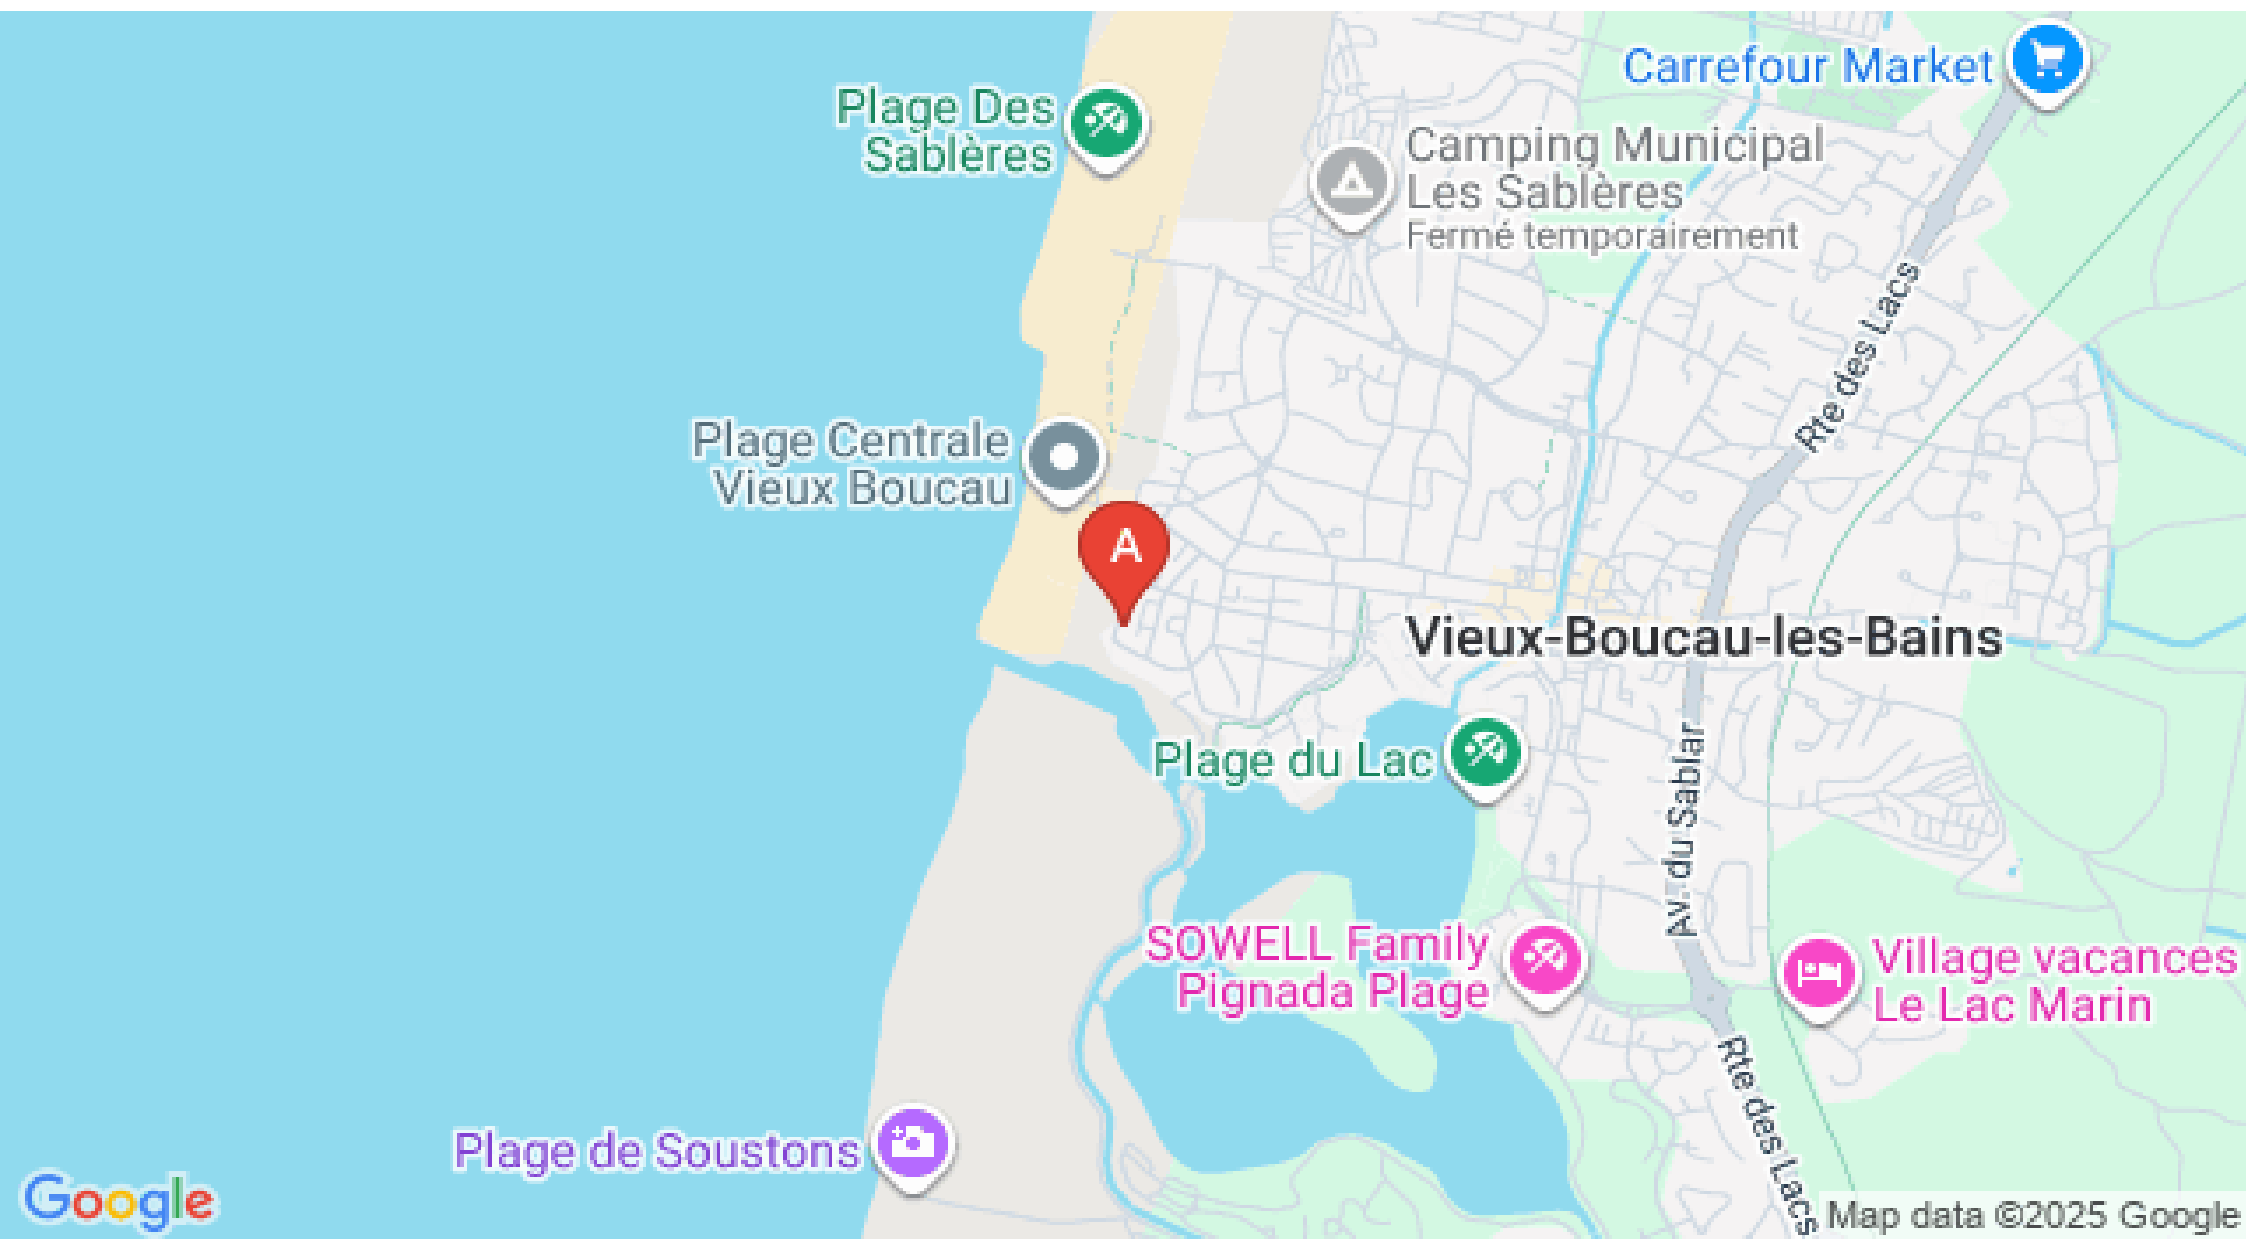 Carrefour Market
Plage Des
Sablères
Camping Municipal
Les Sablères
Fermé temporairement
Rte des Lacs
Plage Centrale
Vieux Boucau
A
Vieux-Boucau-les-Bains
Plage du Lac
Av. du Sablar
SOWELL Family
Pignada Plage
Village vacances
Le Lac Marin
Rte des Lacs
Plage de Soustons
Google
Map data ©2025 Google